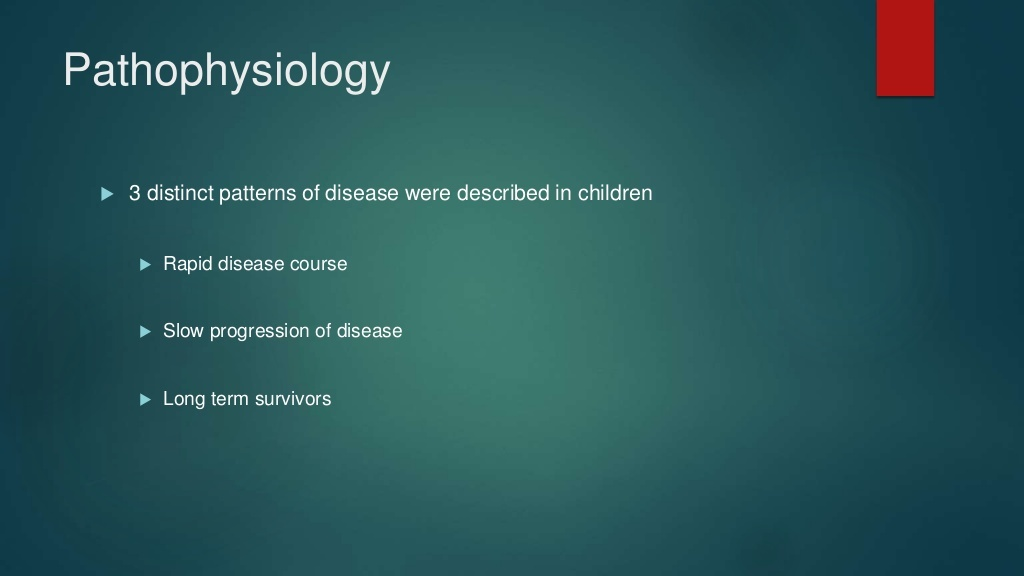 Pathophysiology
3 distinct patterns of disease were described in children
Rapid disease course
Slow progression of disease
Long term survivors